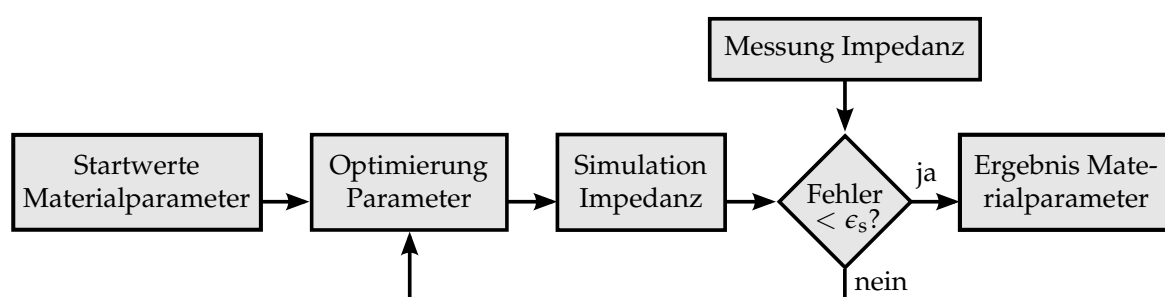 Messung Impedanz
Startwerte
Materialparameter
Optimierung
Parameter
Simulation
Impedanz
Fehler
< ϵs?
ja
Ergebnis Mate-
rialparameter
nein